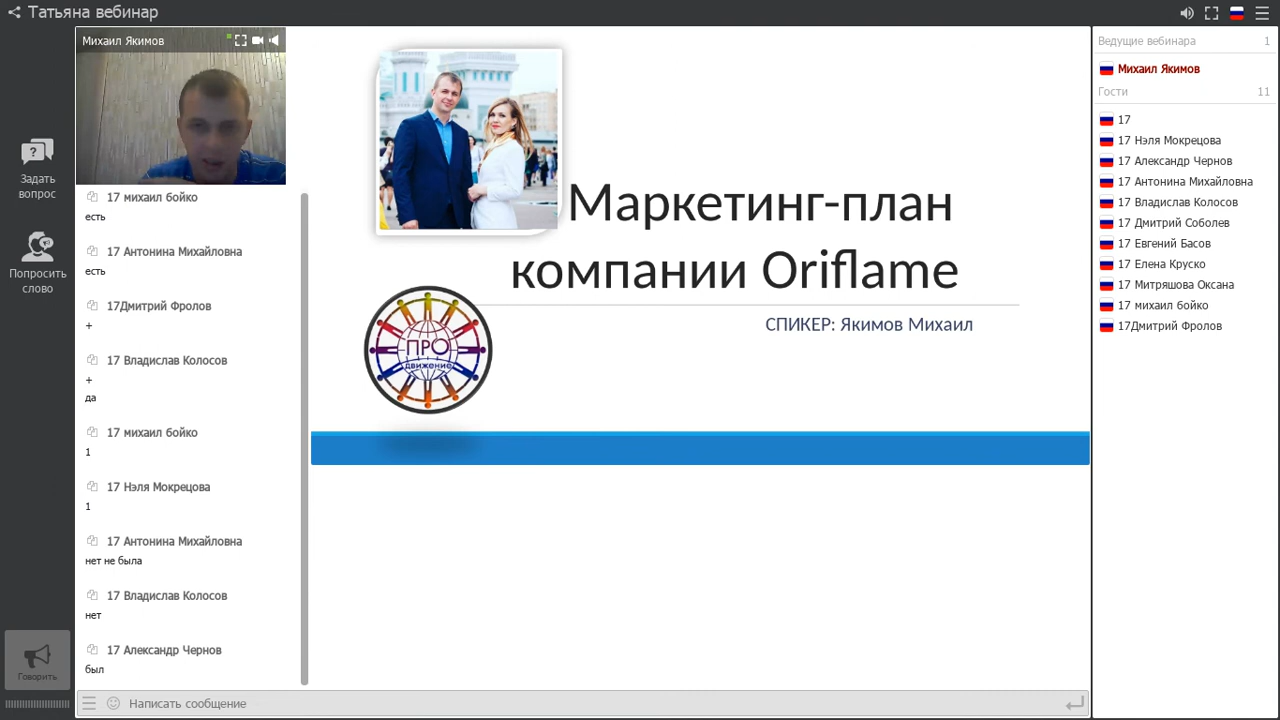 Татьяна вебинар
Михаил Якимов
Задать
вопрос
Попросить
слово
Говорить
17 михаил бойко
есть
17 Антонина Михайловна
есть
17Дмитрий Фролов
+
17 Владислав Колосов
+
да
17 михаил бойко
1
17 Нэля Мокрецова
1
17 Антонина Михайловна
нет не была
17 Владислав Колосов
нет
17 Александр Чернов
был
Написать сообщение
Маркетинг-план
компании Oriflame
СПИКЕР: Якимов Михаил
ПРО
движение
Ведущие вебинара 1
Михаил Якимов
Гости 11
17
17 Нэля Мокрецова
17 Александр Чернов
17 Антонина Михайловна
17 Владислав Колосов
17 Дмитрий Соболев
17 Евгений Басов
17 Елена Круско
17 Митряшова Оксана
17 михаил бойко
17Дмитрий Фролов